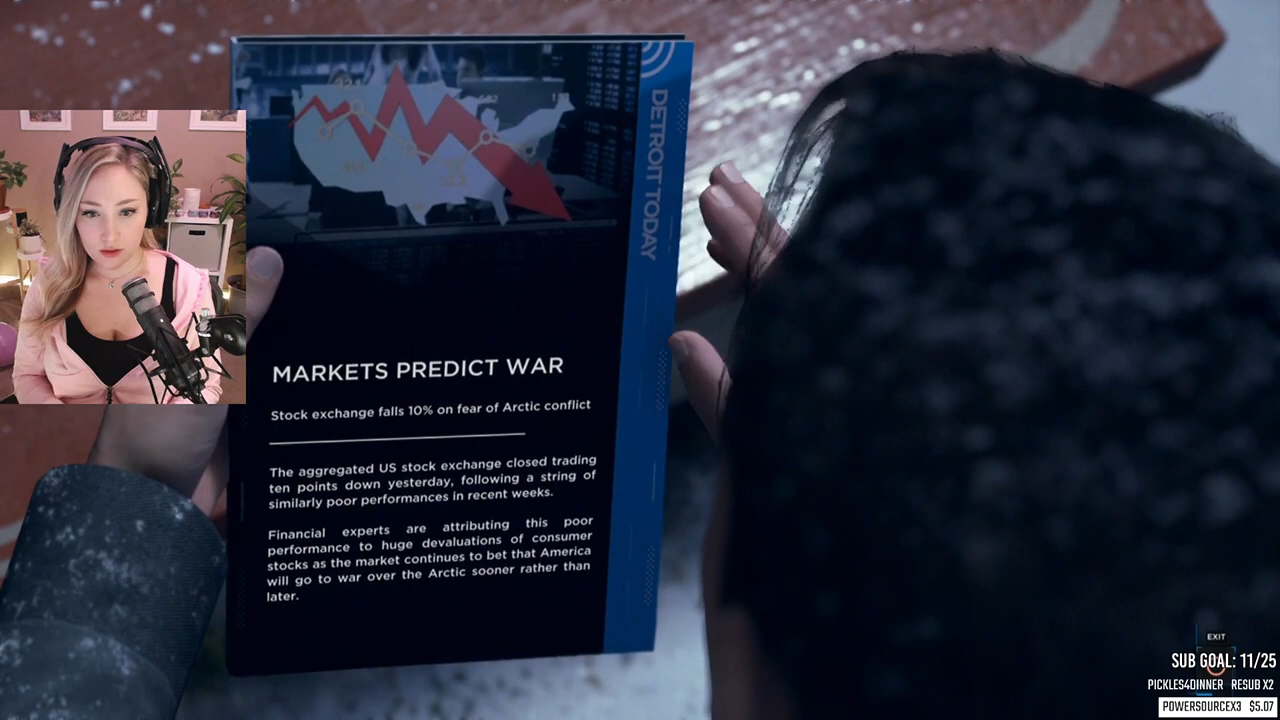 DETROIT TODAY
MARKETS PREDICT WAR
Stock exchange falls 10% on fear of Arctic conflict
The aggregated US stock exchange closed trading
ten points down yesterday, following a string of
similarly poor performances in recent weeks.
Financial experts are attributing this poor
performance to huge devaluations of consumer
stocks as the market continues to bet that America
will go to war over the Arctic sooner rather than
later.
EXIT
SUB GOAL: 11/25
PICKLES4DINNER RESUB X2
POWERSOURCEX3 $5.07